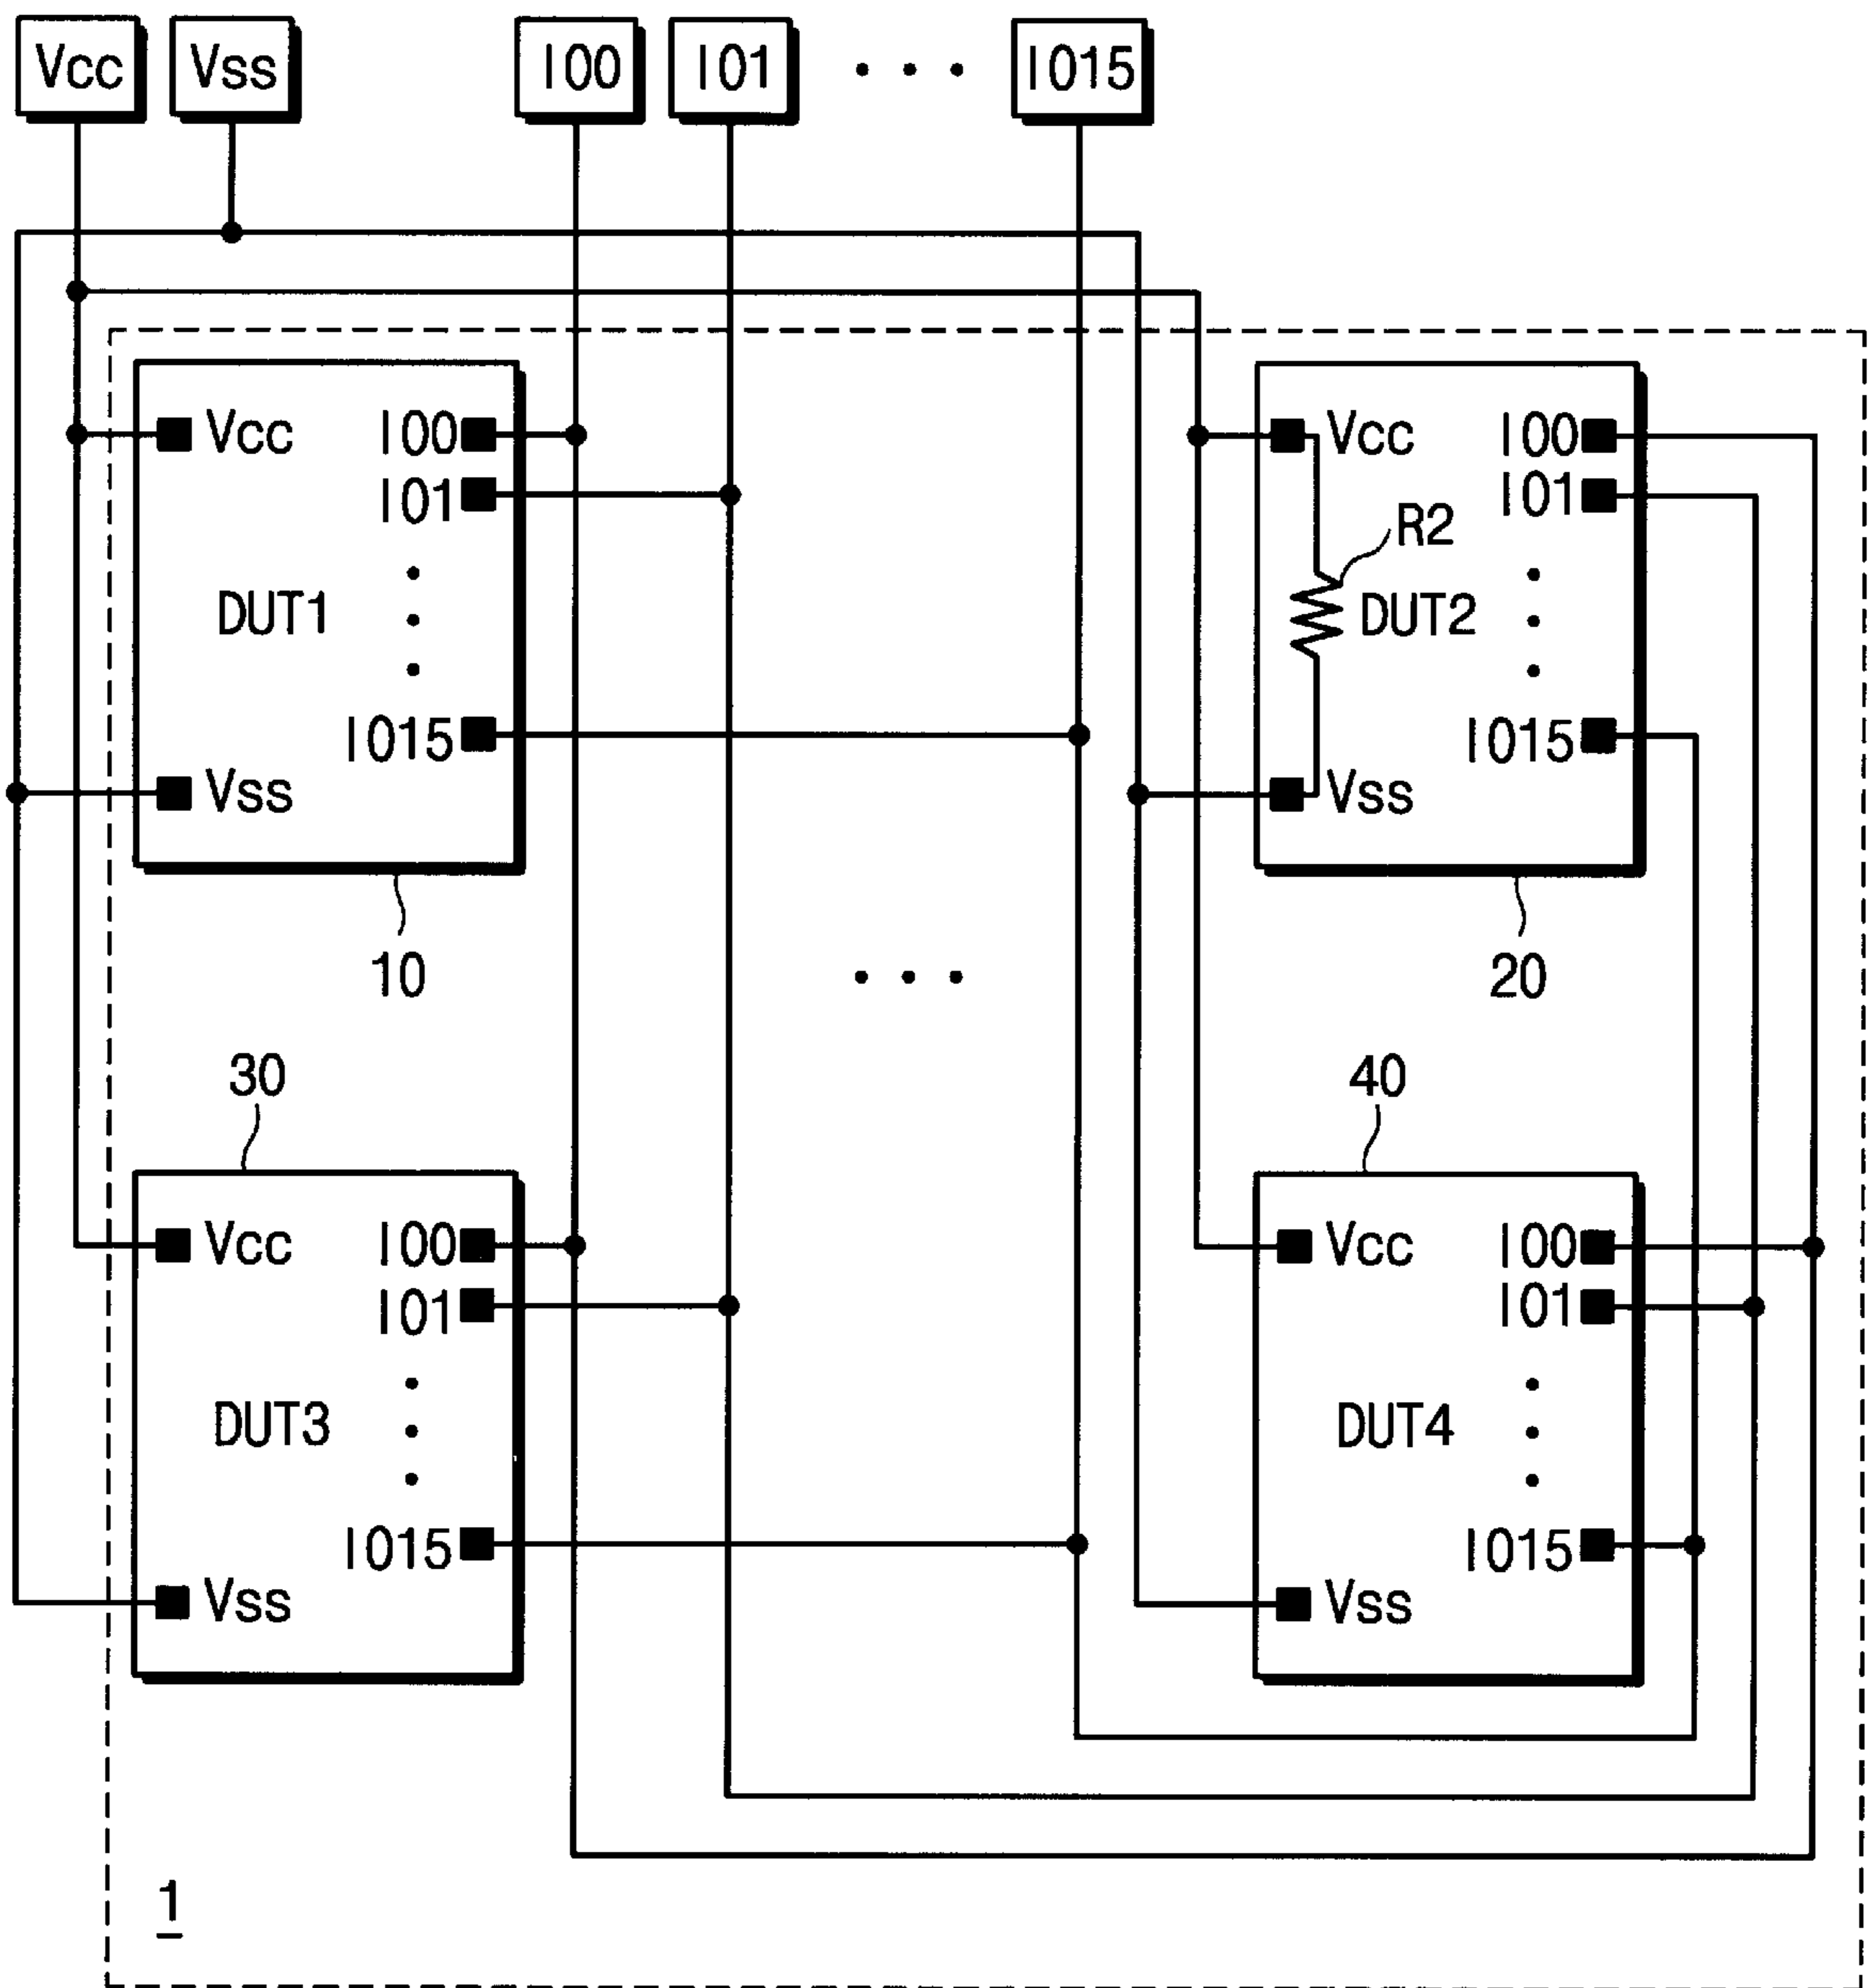 Vcc Vss IO0 IO1 • • • IO15
Vcc IO0
IO1
DUT1
IO15
Vss
10
Vcc IO0
IO1
R2
DUT2
IO15
Vss
20
• • •
30
Vcc IO0
IO1
DUT3
IO15
Vss
40
Vcc IO0
IO1
DUT4
IO15
Vss
1